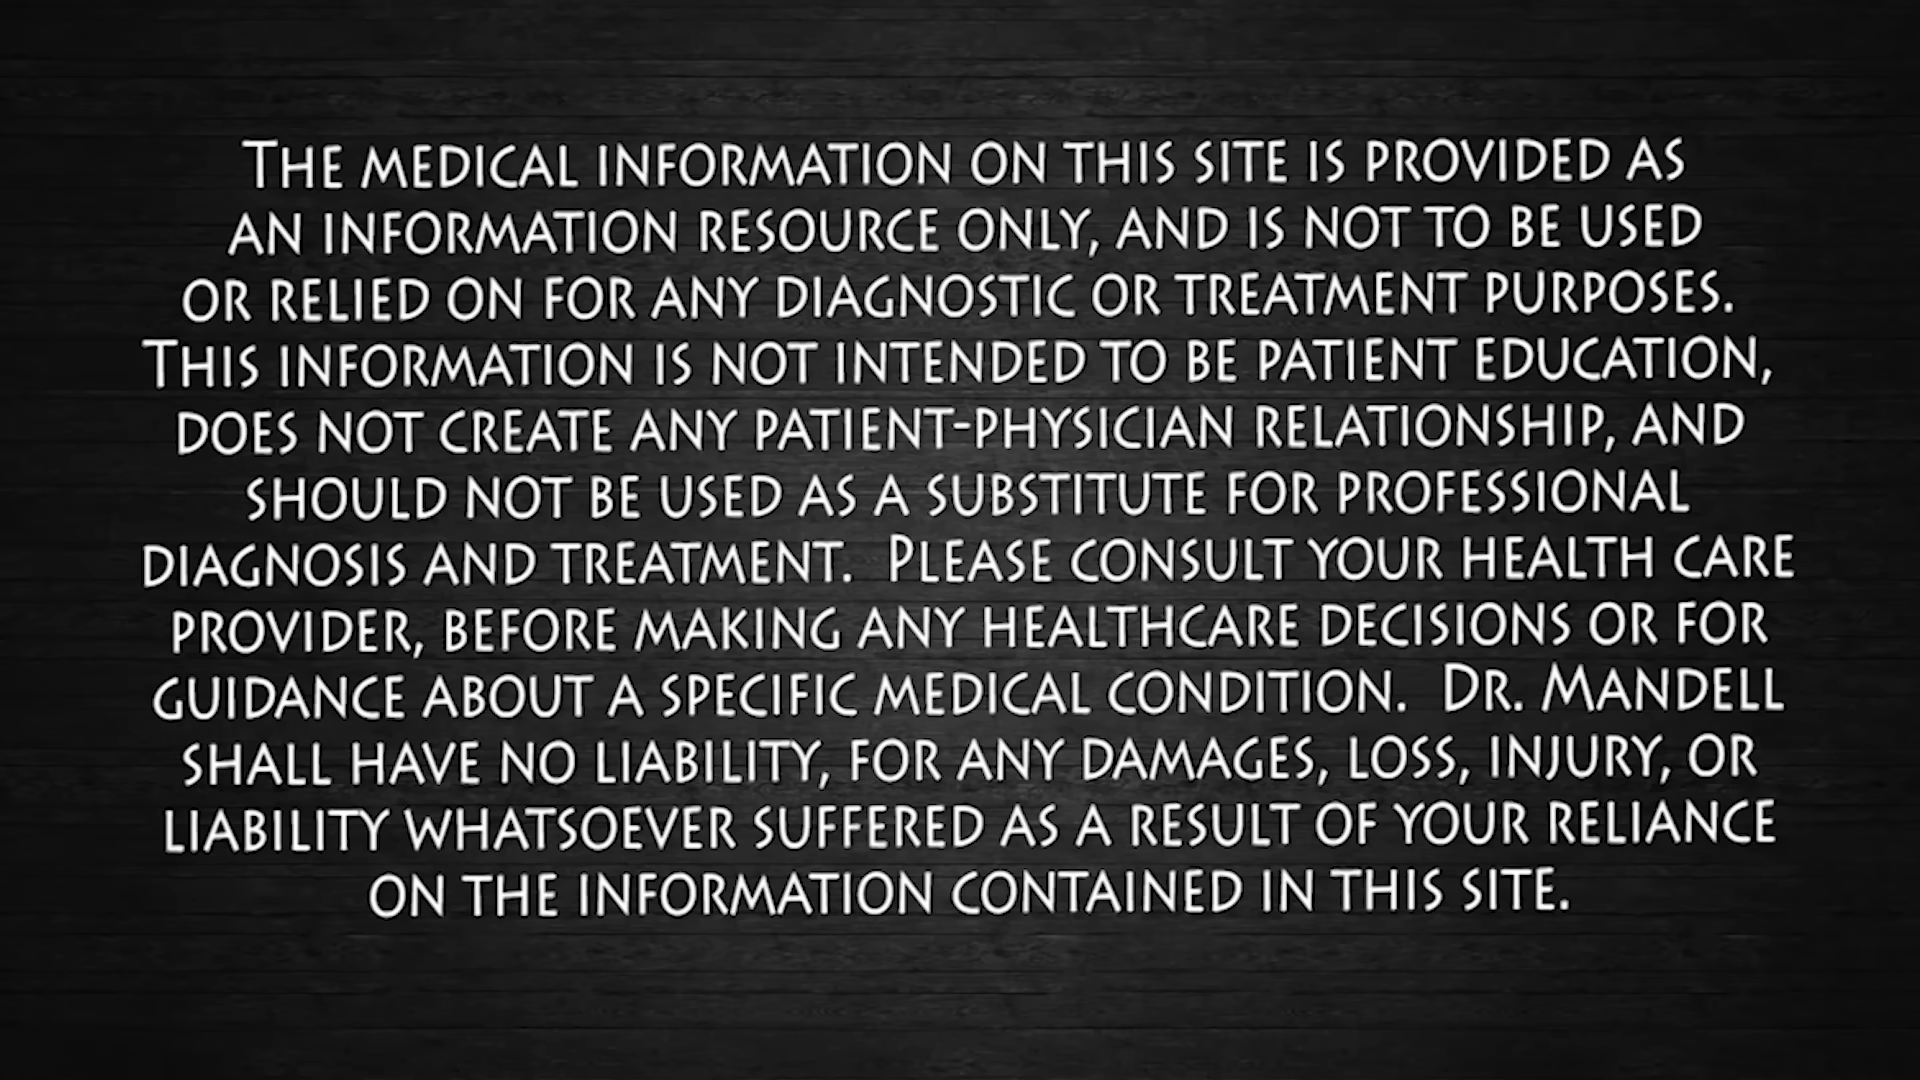 The medical information on this site is provided as
an information resource only, and is not to be used
or relied on for any diagnostic or treatment purposes.
This information is not intended to be patient education,
does not create any patient-physician relationship, and
should not be used as a substitute for professional
diagnosis and treatment.  Please consult your health care
provider, before making any healthcare decisions or for
guidance about a specific medical condition.  Dr. Mandell
shall have no liability, for any damages, loss, injury, or
liability whatsoever suffered as a result of your reliance
on the information contained in this site.